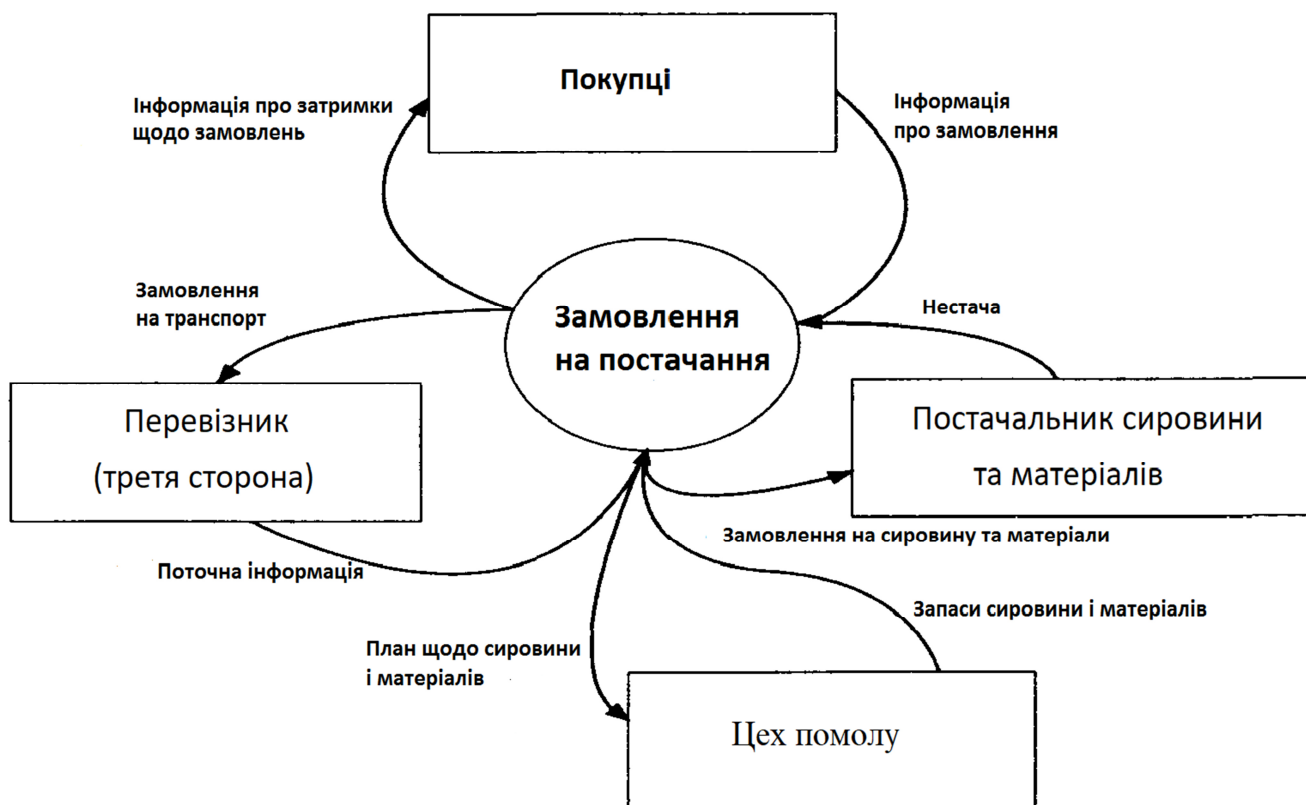 Покупці
Інформація про затримки
щодо замовлень
Інформація
про замовлення
Замовлення
на транспорт
Замовлення
на постачання
Нестача
Перевізник
(третя сторона)
Постачальник сировини
та матеріалів
Замовлення на сировину та матеріали
Поточна інформація
Запаси сировини і матеріалів
План щодо сировини
і матеріалів
Цех помолу